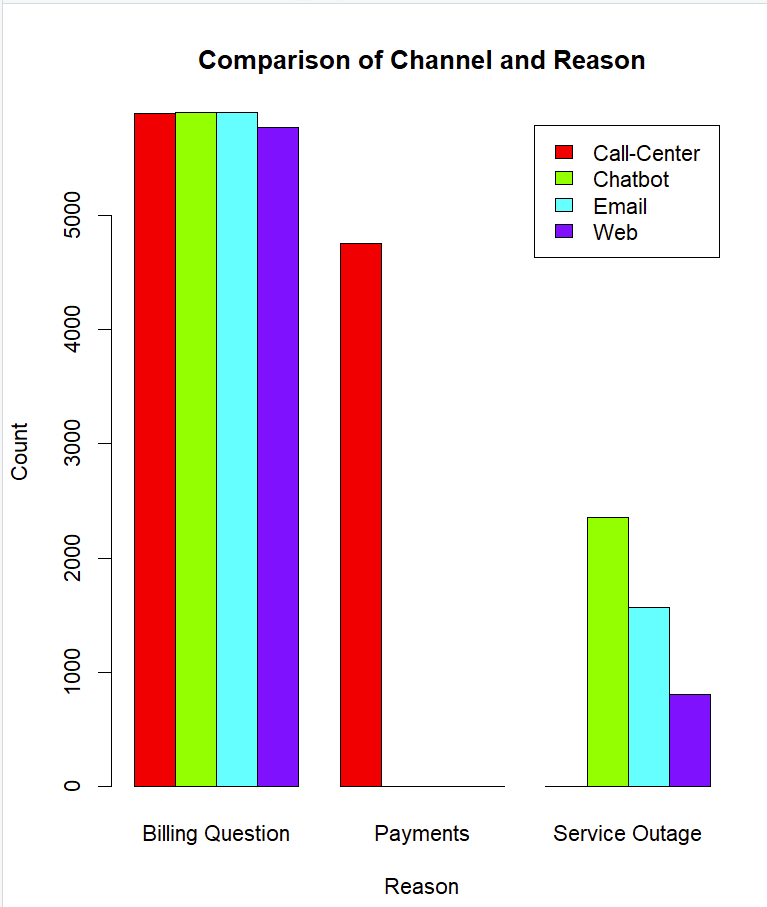 Comparison of Channel and Reason
Call-Center
Chatbot
Email
Web
5000
4000
3000
2000
1000
0
Count
Billing Question
Payments
Service Outage
Reason